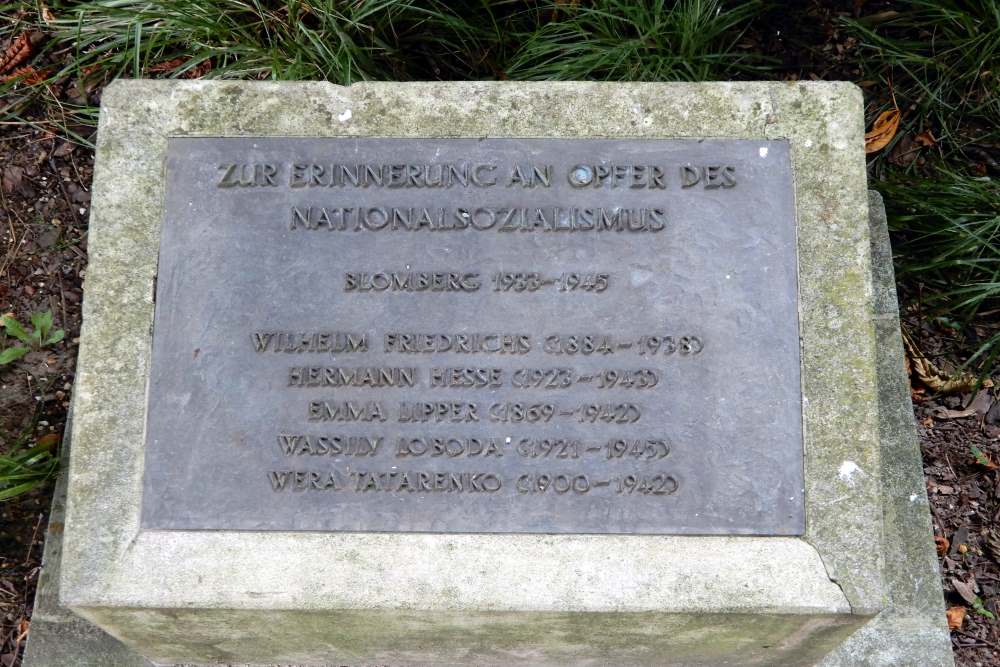 ZUR ERINNERUNG AN OPFER DES
NATIONALSOZIALISMUS
BLOMBERG 1933–1945
WILHELM FRIEDRICHS (1884–1938)
HERMANN HESSE (1923–1943)
EMMA LIPPER (1869–1942)
WASSILY LOBODA (1921–1945)
WERA TATARENKO (1900–1942)